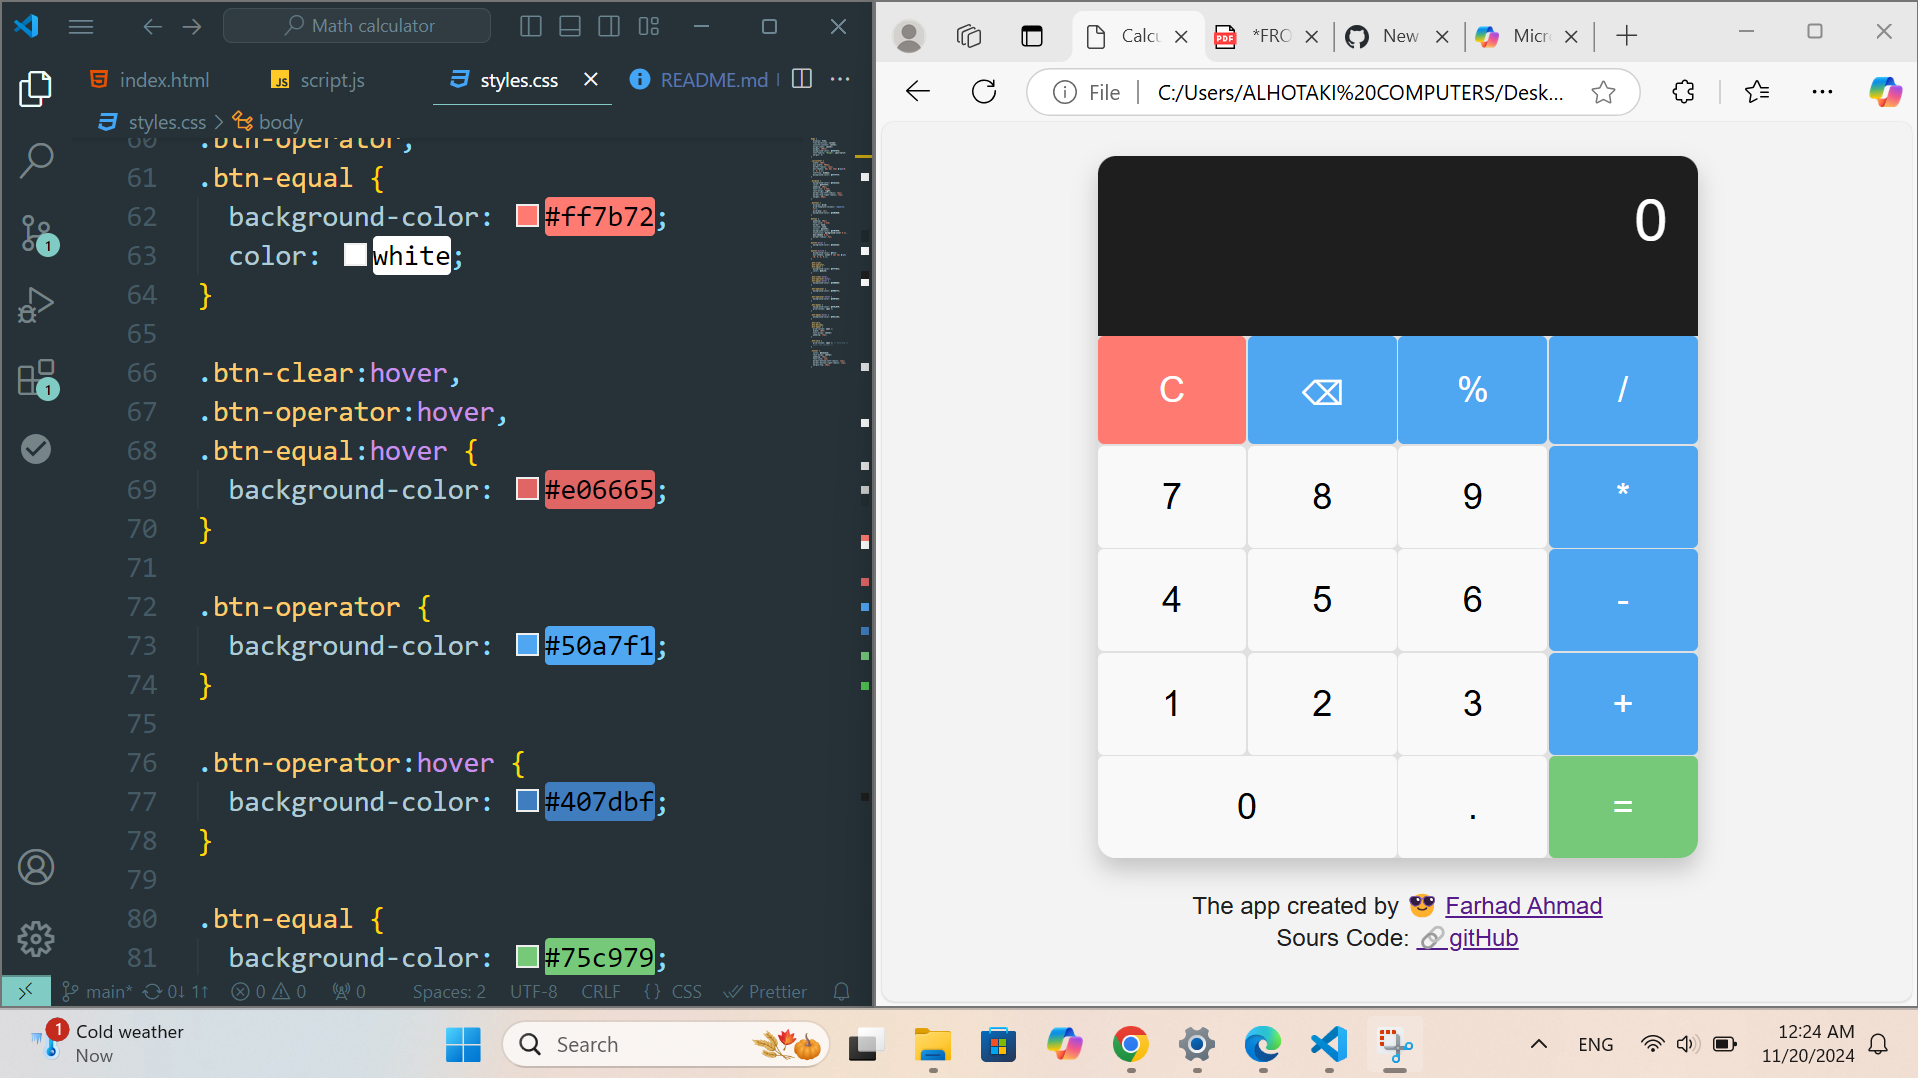 Math calculator
index.html
script.js
styles.css
README.md
styles.css > body
60 .btn-operator,
61 .btn-equal {
62 background-color: #ff7b72;
63 color: white;
64 }
65
66 .btn-clear:hover,
67 .btn-operator:hover,
68 .btn-equal:hover {
69 background-color: #e06665;
70 }
71
72 .btn-operator {
73 background-color: #50a7f1;
74 }
75
76 .btn-operator:hover {
77 background-color: #407dbf;
78 }
79
80 .btn-equal {
81 background-color: #75c979;
1
1
main* 0↓ 1↑ 0 0 0 Spaces: 2 UTF-8 CRLF {} CSS Prettier
Calcu
PDF *FRO
New
Micr
File C:/Users/ALHOTAKI%20COMPUTERS/Desk...
0
C ⌫ % /
7 8 9 *
4 5 6 -
1 2 3 +
0 . =
The app created by 😎 Farhad Ahmad
Sours Code: 🔗 gitHub
1
Cold weather
Now
Search
ENG
12:24 AM
11/20/2024